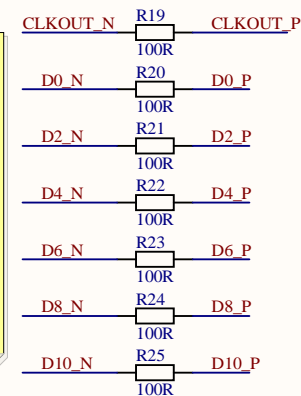 CLKOUT_N R19 CLKOUT_P
100R
D0_N R20 D0_P
100R
D2_N R21 D2_P
100R
D4_N R22 D4_P
100R
D6_N R23 D6_P
100R
D8_N R24 D8_P
100R
D10_N R25 D10_P
100R